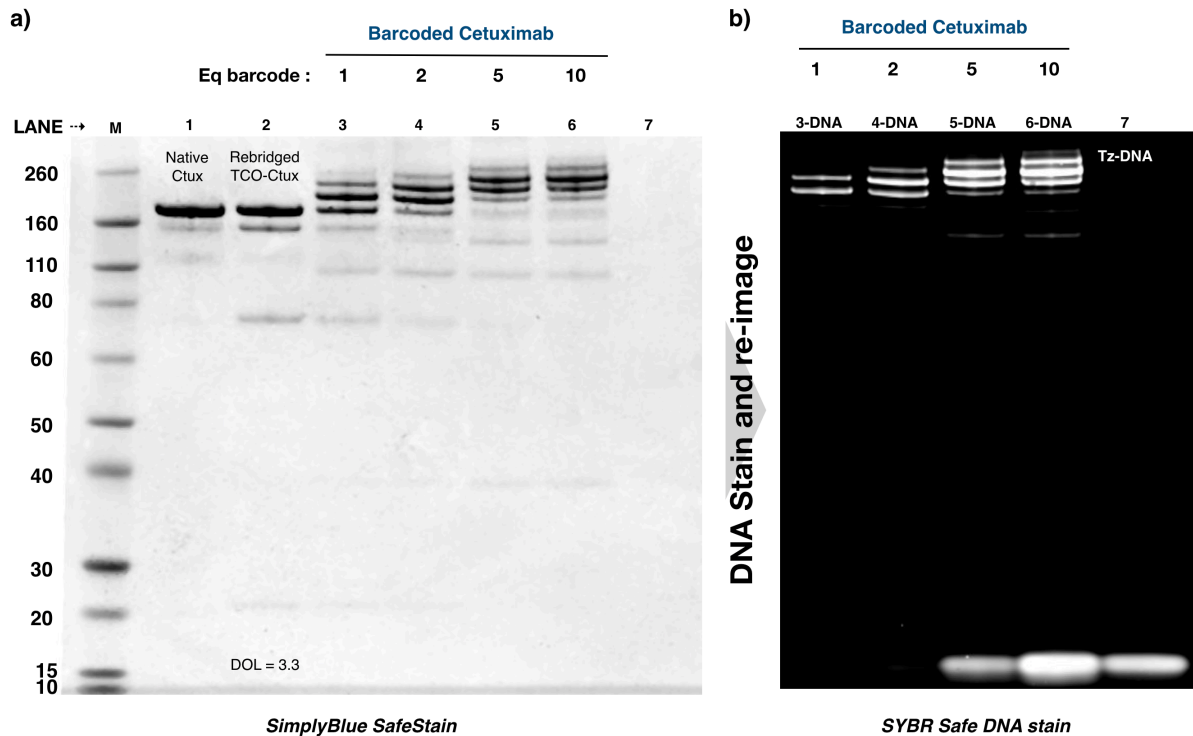 a)
Barcoded Cetuximab
Eq barcode : 1 2 5 10
LANE ⇢ M 1 2 3 4 5 6 7
Native
Ctux
Rebridged
TCO-Ctux
260
160
110
80
60
50
40
30
20
15
10
DOL = 3.3
SimplyBlue SafeStain
DNA Stain and re-image
b)
Barcoded Cetuximab
1 2 5 10
3-DNA 4-DNA 5-DNA 6-DNA 7
Tz-DNA
SYBR Safe DNA stain